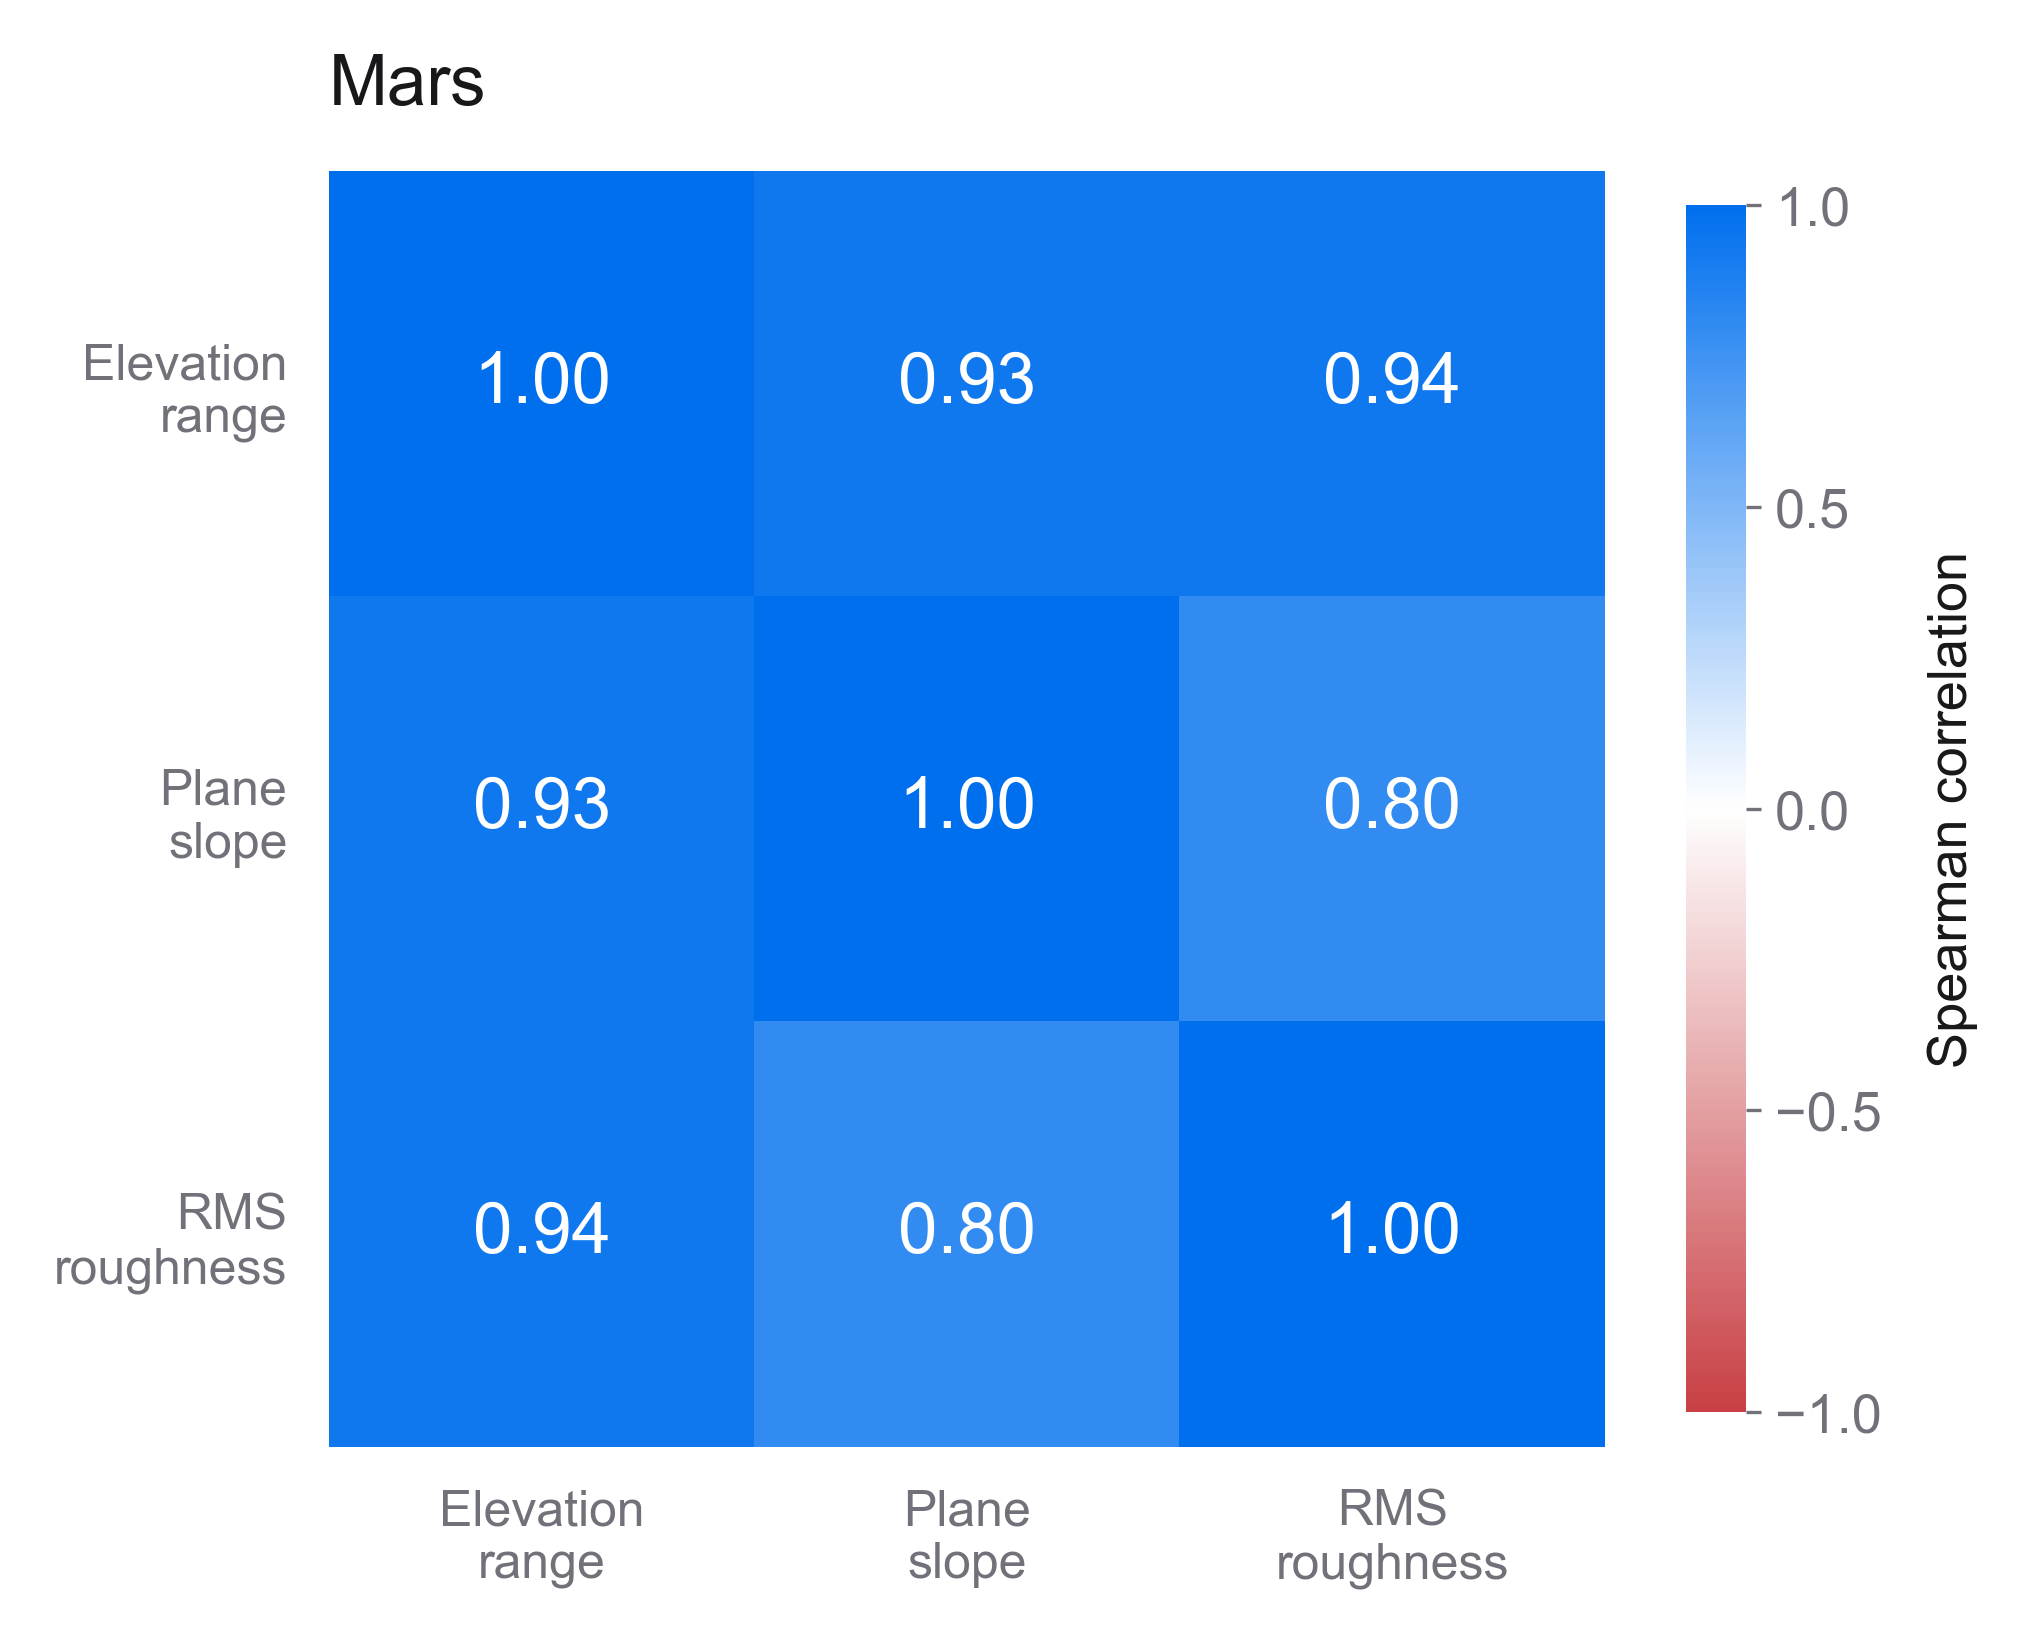 Mars
Elevation
range
1.00
0.93
0.94
Plane
slope
0.93
1.00
0.80
RMS
roughness
0.94
0.80
1.00
Elevation
range
Plane
slope
RMS
roughness
1.0
0.5
0.0
−0.5
−1.0
Spearman correlation